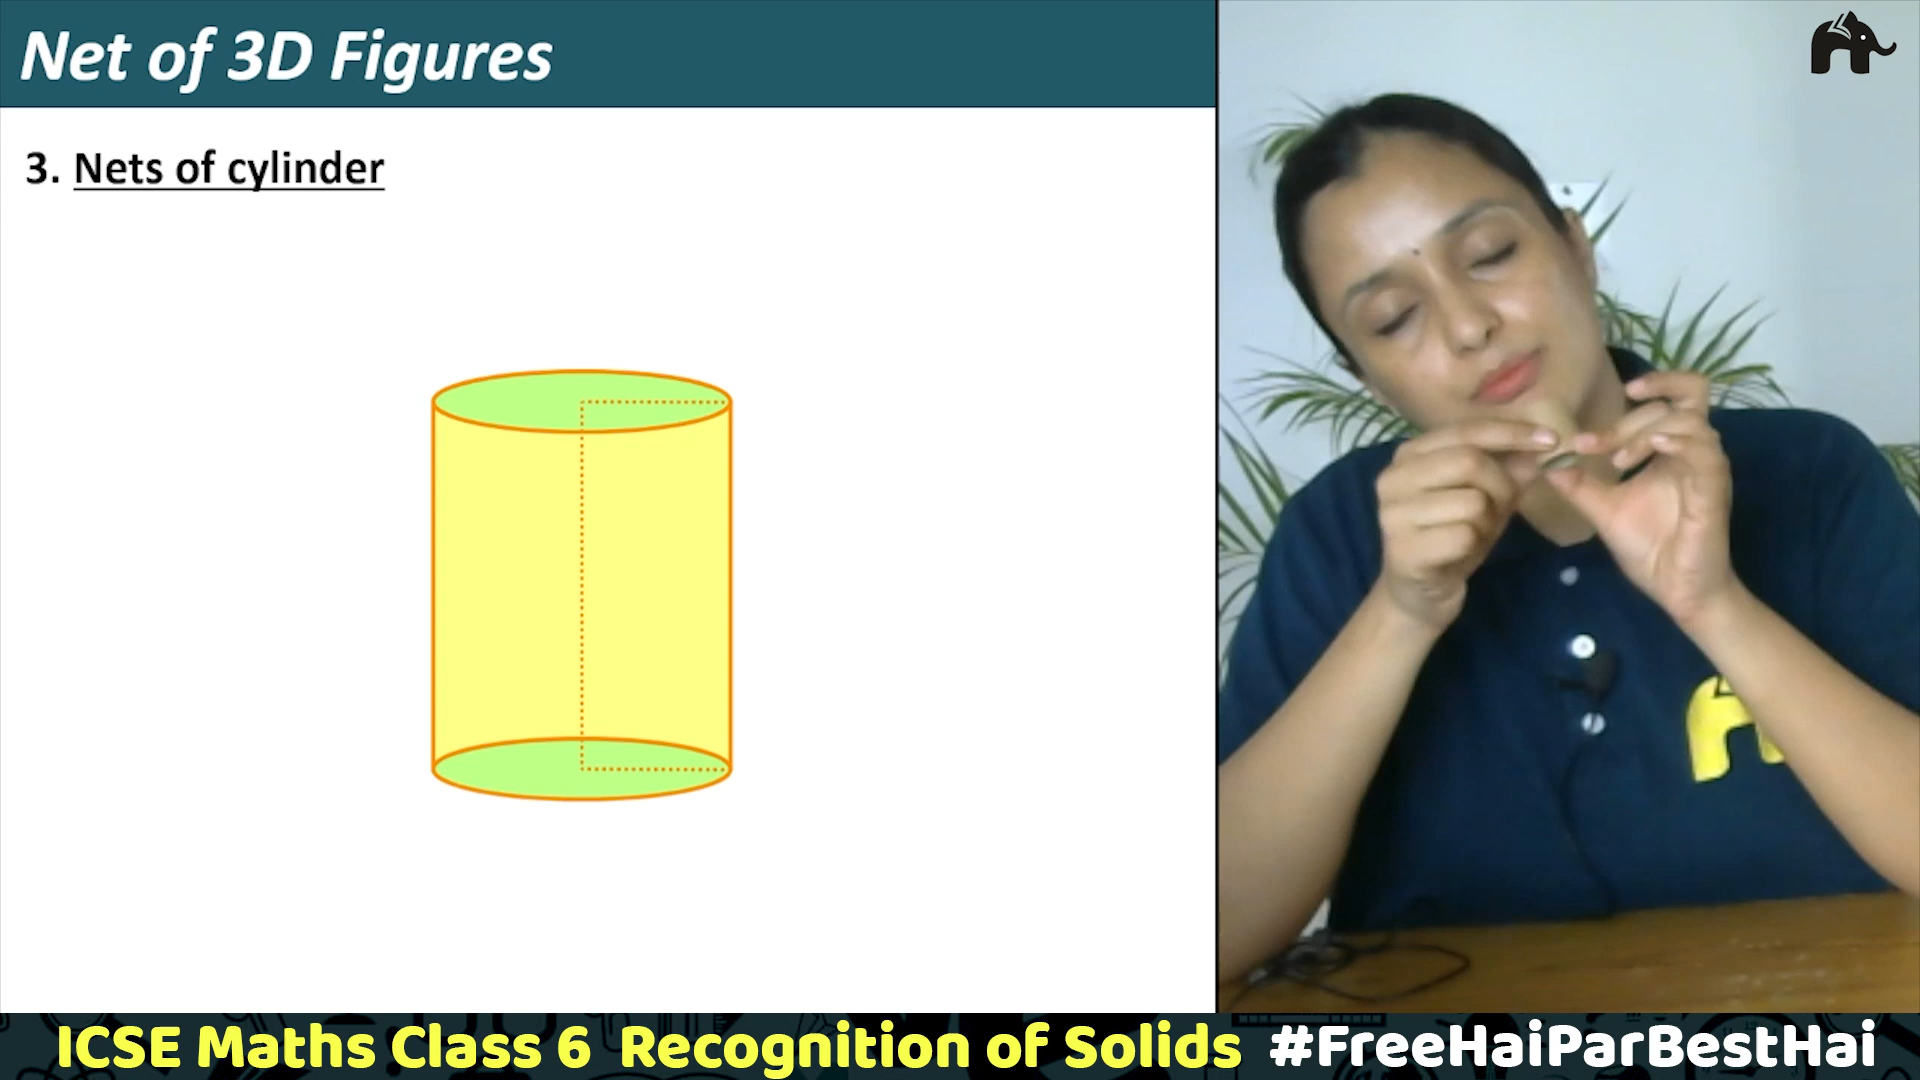 Net of 3D Figures
3. Nets of cylinder
ICSE Maths Class 6 Recognition of Solids #FreeHaiParBestHai